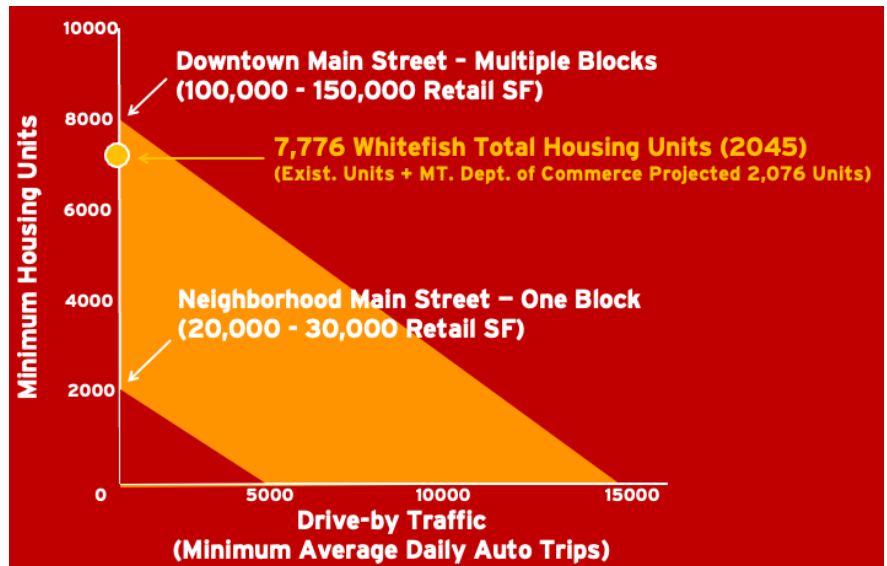 10000
Downtown Main Street - Multiple Blocks
(100,000 - 150,000 Retail SF)
8000
7,776 Whitefish Total Housing Units (2045)
(Exist. Units + MT. Dept. of Commerce Projected 2,076 Units)
6000
Minimum Housing Units
4000
Neighborhood Main Street – One Block
(20,000 - 30,000 Retail SF)
2000
0
5000
10000
15000
Drive-by Traffic
(Minimum Average Daily Auto Trips)